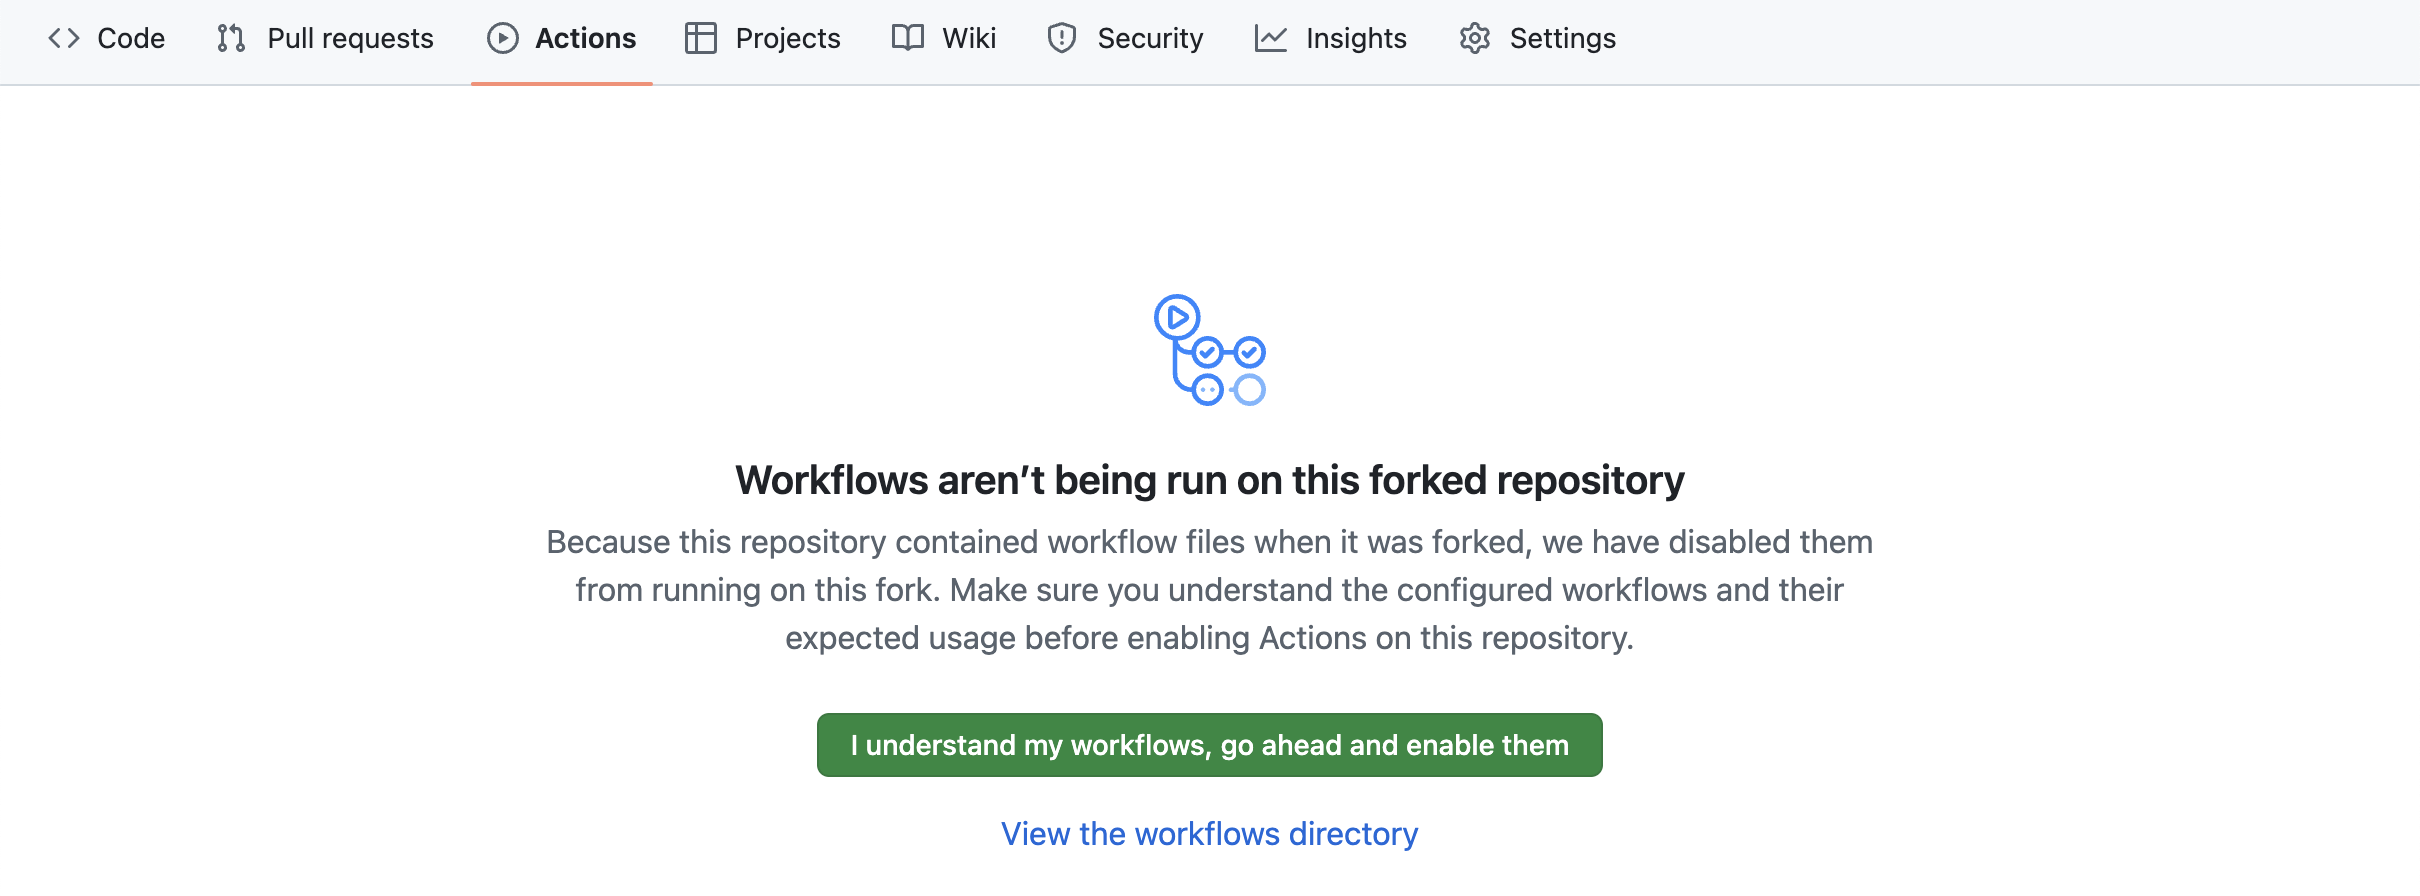 Code Pull requests Actions Projects Wiki Security Insights Settings
Workflows aren’t being run on this forked repository
Because this repository contained workflow files when it was forked, we have disabled them
from running on this fork. Make sure you understand the configured workflows and their
expected usage before enabling Actions on this repository.
I understand my workflows, go ahead and enable them
View the workflows directory